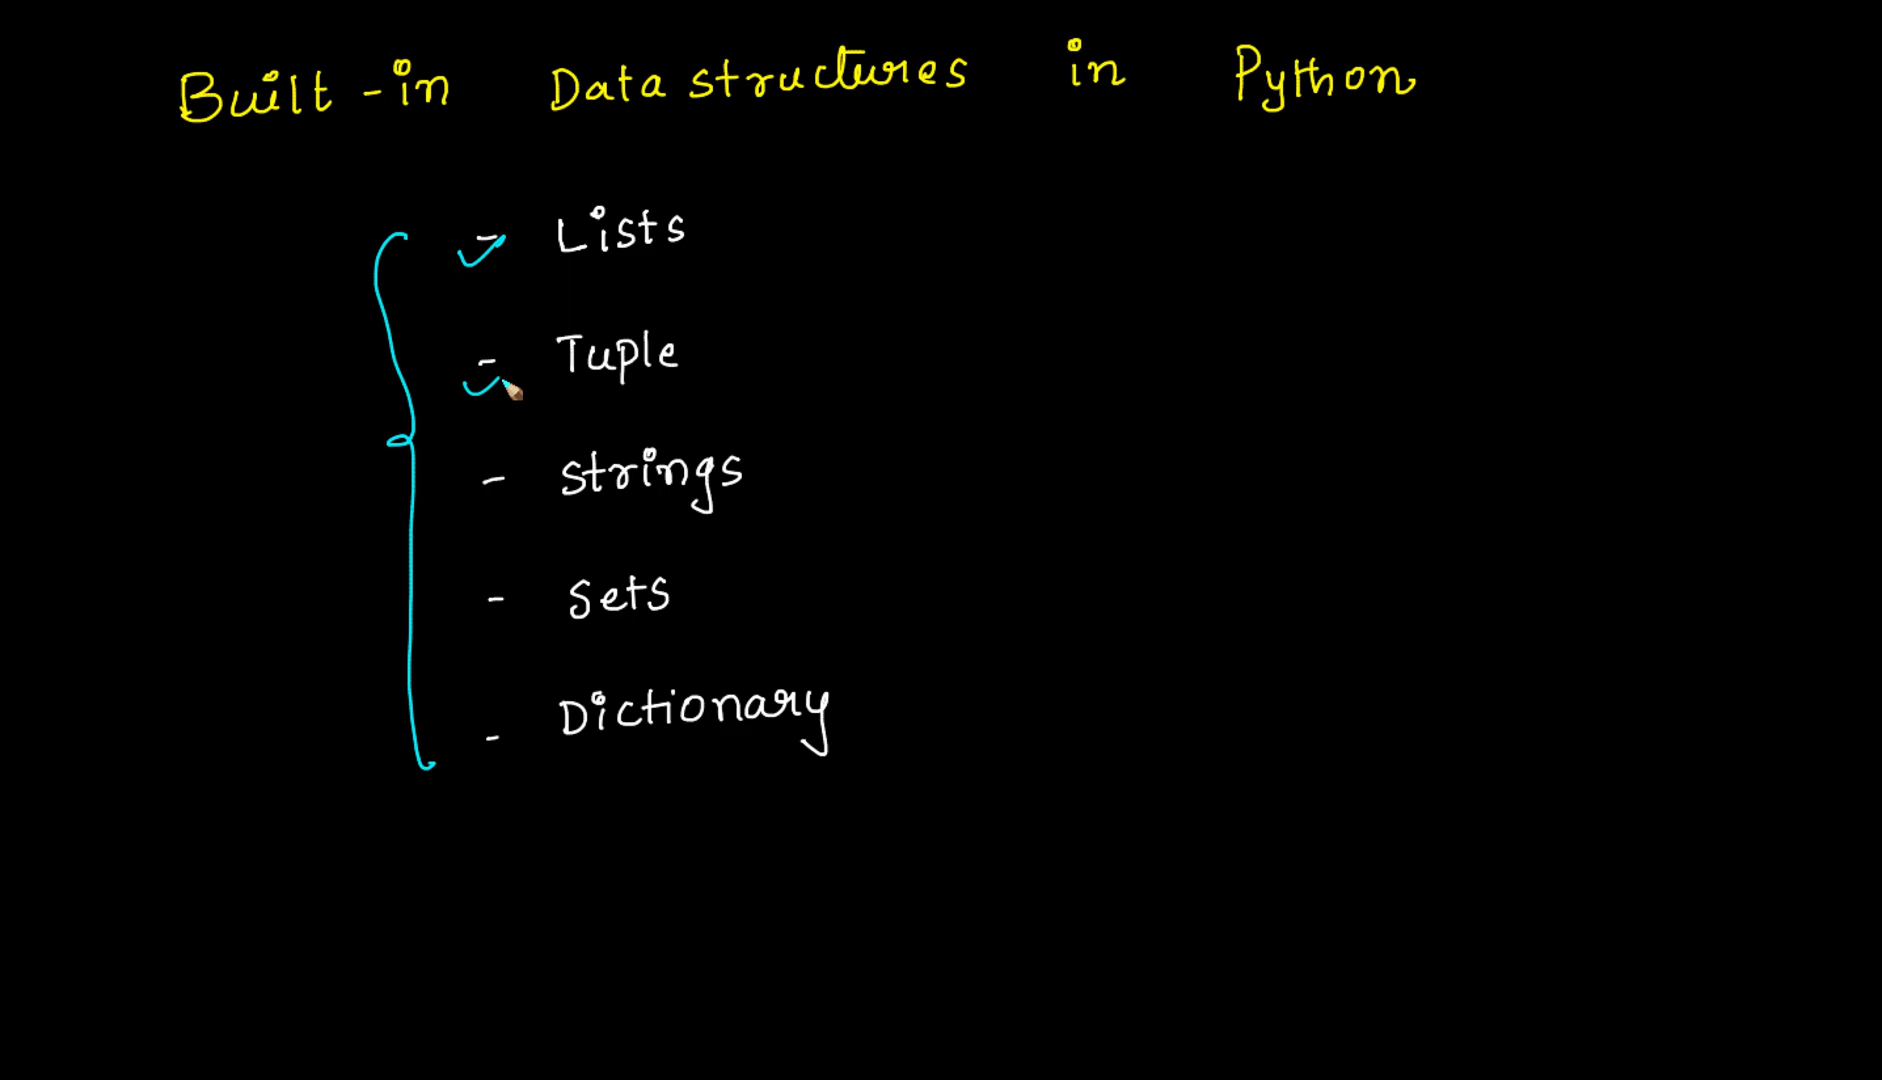 Built-in Data structures in Python
- Lists
- Tuple
- Strings
- Sets
- Dictionary